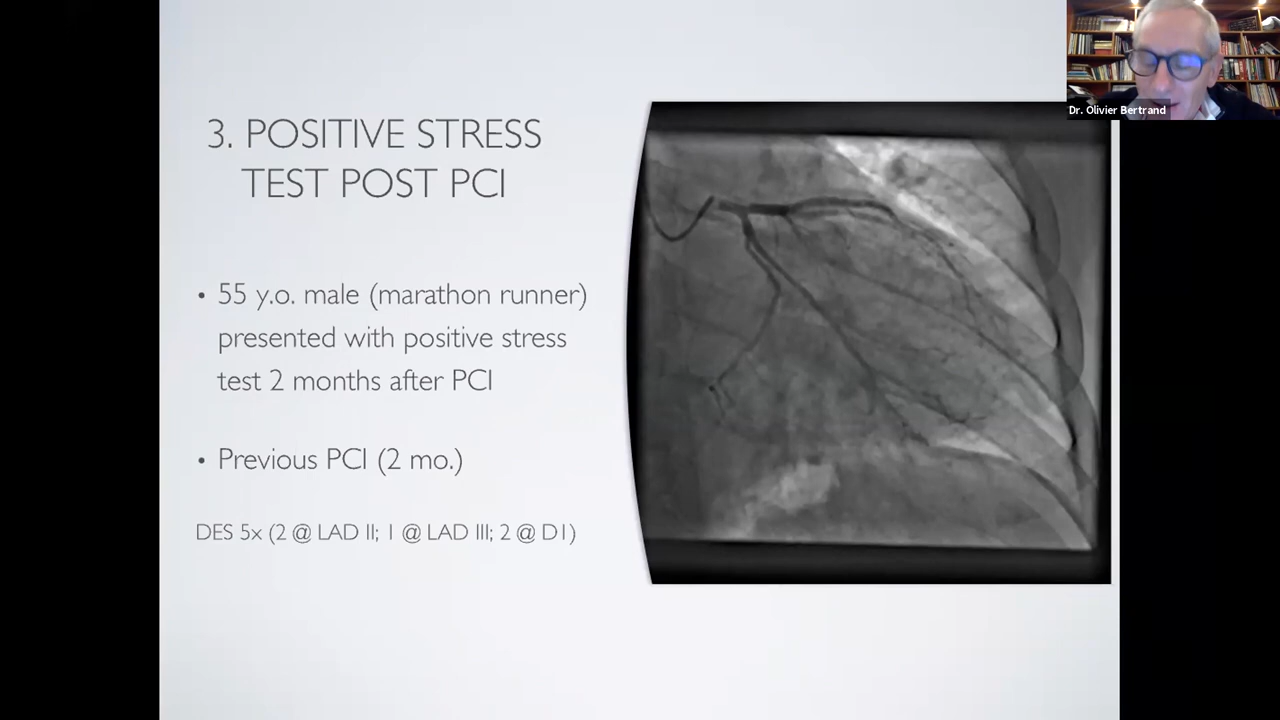 3. POSITIVE STRESS
TEST POST PCI
• 55 y.o. male (marathon runner)
presented with positive stress
test 2 months after PCI
• Previous PCI (2 mo.)
DES 5x (2 @ LAD II; 1 @ LAD III; 2 @ D1)
Dr. Olivier Bertrand